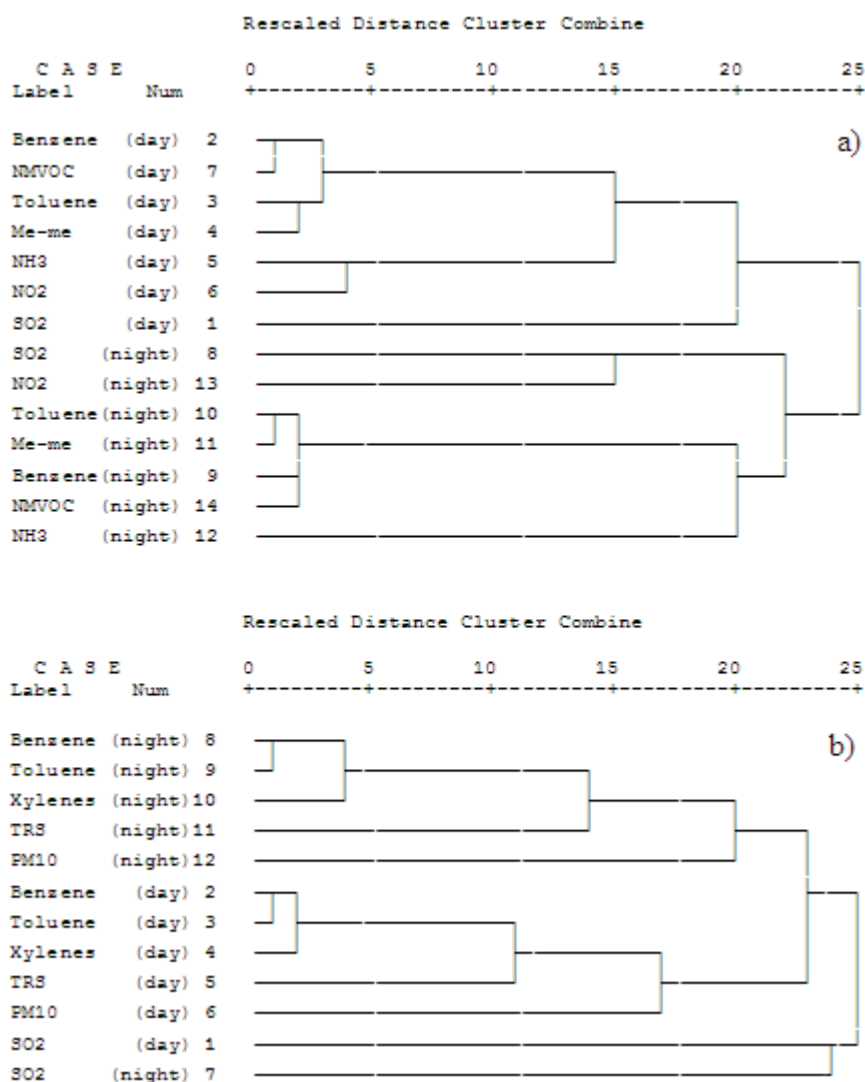 Rescaled Distance Cluster Combine
C A S E 0 5 10 15 20 25
Label Num +---------+---------+---------+---------+---------+
Benzene (day) 2
a)
NMVOC (day) 7
Toluene (day) 3
Me-me (day) 4
NH3 (day) 5
NO2 (day) 6
SO2 (day) 1
SO2 (night) 8
NO2 (night) 13
Toluene(night) 10
Me-me (night) 11
Benzene(night) 9
NMVOC (night) 14
NH3 (night) 12
Rescaled Distance Cluster Combine
C A S E 0 5 10 15 20 25
Label Num +---------+---------+---------+---------+---------+
Benzene (night) 8
b)
Toluene (night) 9
Xylenes (night)10
TRS (night)11
PM10 (night)12
Benzene (day) 2
Toluene (day) 3
Xylenes (day) 4
TRS (day) 5
PM10 (day) 6
SO2 (day) 1
SO2 (night) 7